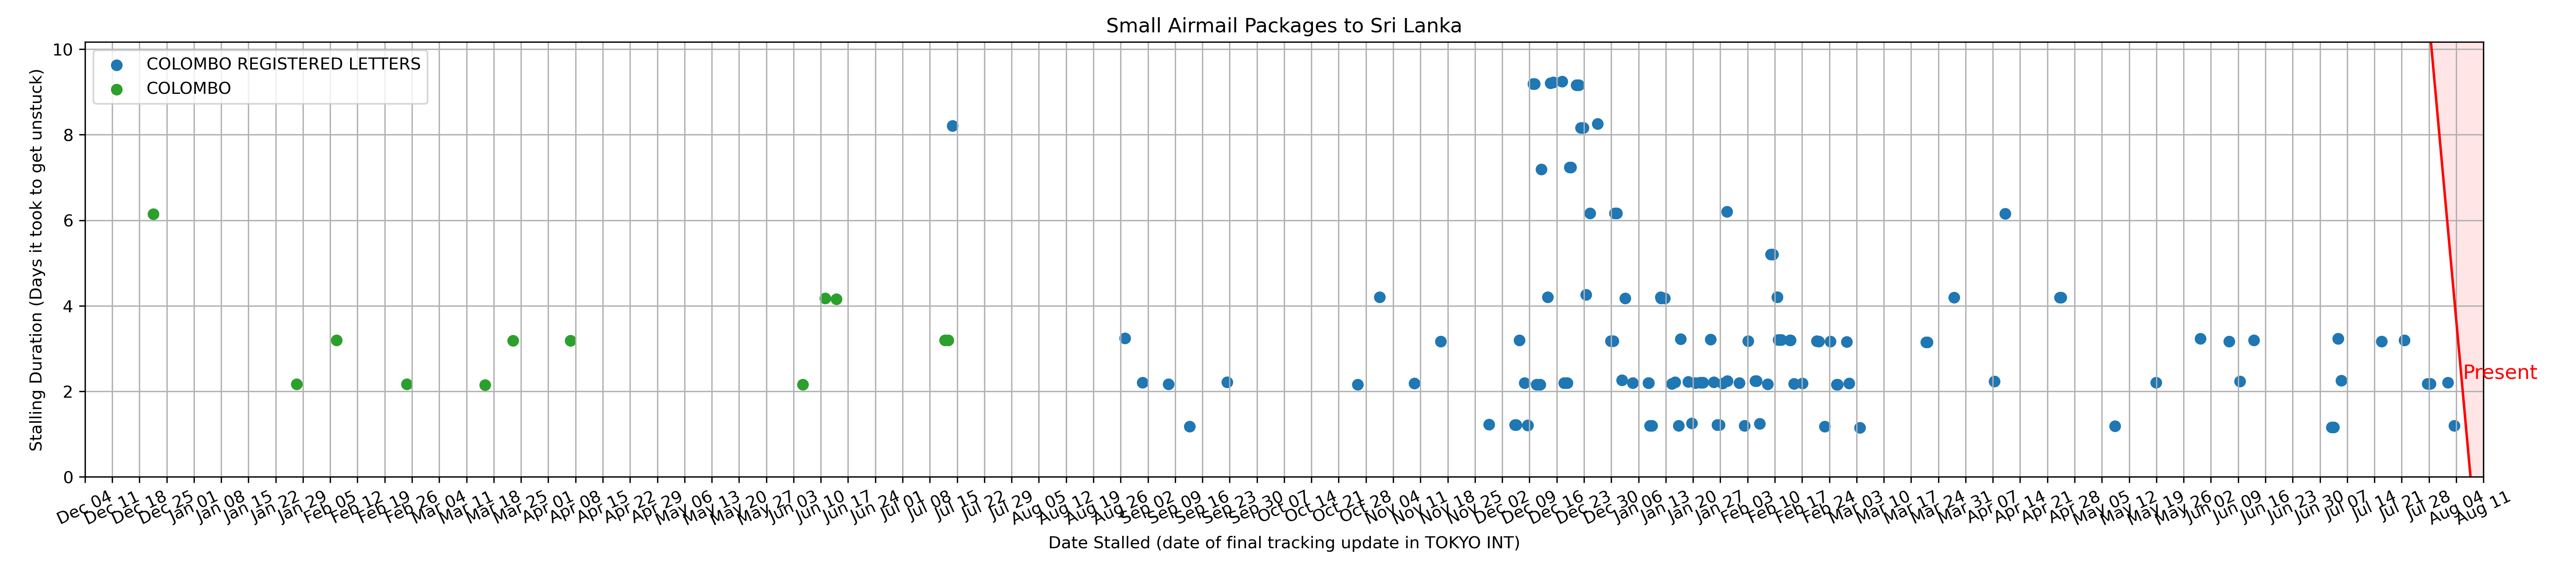 Small Airmail Packages to Sri Lanka
COLOMBO REGISTERED LETTERS
COLOMBO
Stalling Duration (Days it took to get unstuck)
10
8
6
4
2
0
Present
Dec 04
Dec 11
Dec 18
Dec 25
Jan 01
Jan 08
Jan 15
Jan 22
Jan 29
Feb 05
Feb 12
Feb 19
Feb 26
Mar 04
Mar 11
Mar 18
Mar 25
Apr 01
Apr 08
Apr 15
Apr 22
Apr 29
May 06
May 13
May 20
May 27
Jun 03
Jun 10
Jun 17
Jun 24
Jul 01
Jul 08
Jul 15
Jul 22
Jul 29
Aug 05
Aug 12
Aug 19
Aug 26
Sep 02
Sep 09
Sep 16
Sep 23
Sep 30
Oct 07
Oct 14
Oct 21
Oct 28
Nov 04
Nov 11
Nov 18
Nov 25
Dec 02
Dec 09
Dec 16
Dec 23
Dec 30
Jan 06
Jan 13
Jan 20
Jan 27
Feb 03
Feb 10
Feb 17
Feb 24
Mar 03
Mar 10
Mar 17
Mar 24
Mar 31
Apr 07
Apr 14
Apr 21
Apr 28
May 05
May 12
May 19
May 26
Jun 02
Jun 09
Jun 16
Jun 23
Jun 30
Jul 07
Jul 14
Jul 21
Jul 28
Aug 04
Aug 11
Date Stalled (date of final tracking update in TOKYO INT)